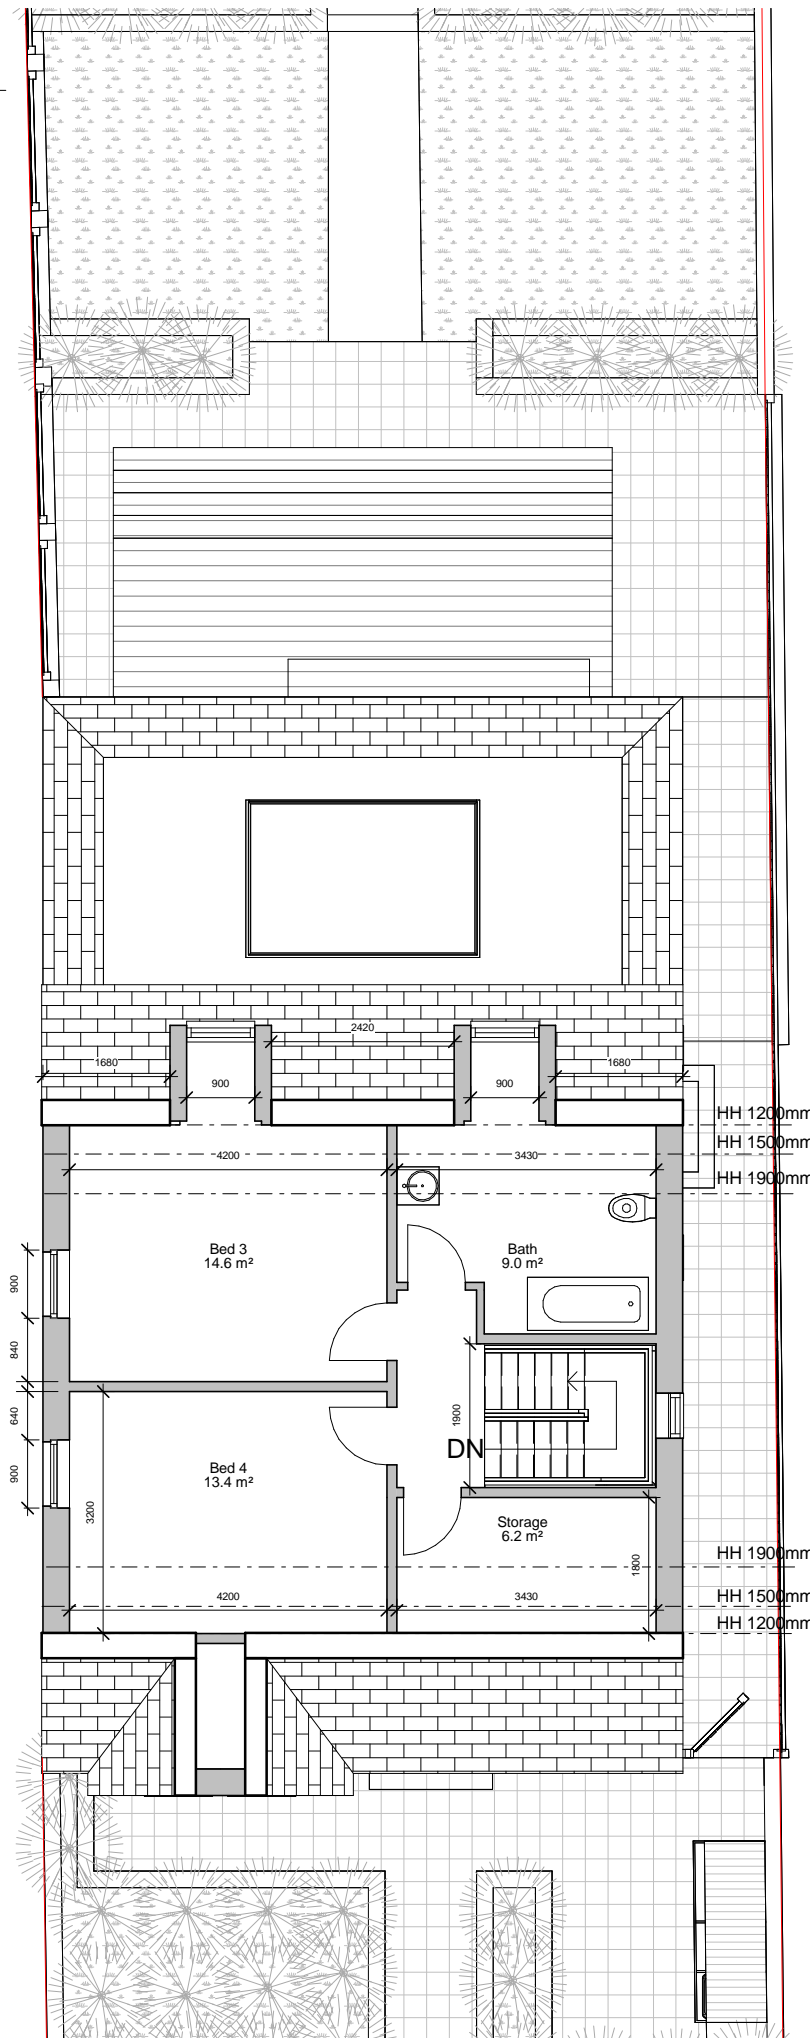 2420
1680
1680
900
900
HH 1200mm
HH 1500mm
HH 1900mm
4200
3430
Bed 3
14.6 m²
Bath
9.0 m²
900
840
640
900
1900
DN
Bed 4
13.4 m²
3200
Storage
6.2 m²
1800
HH 1900mm
4200
3430
HH 1500mm
HH 1200mm